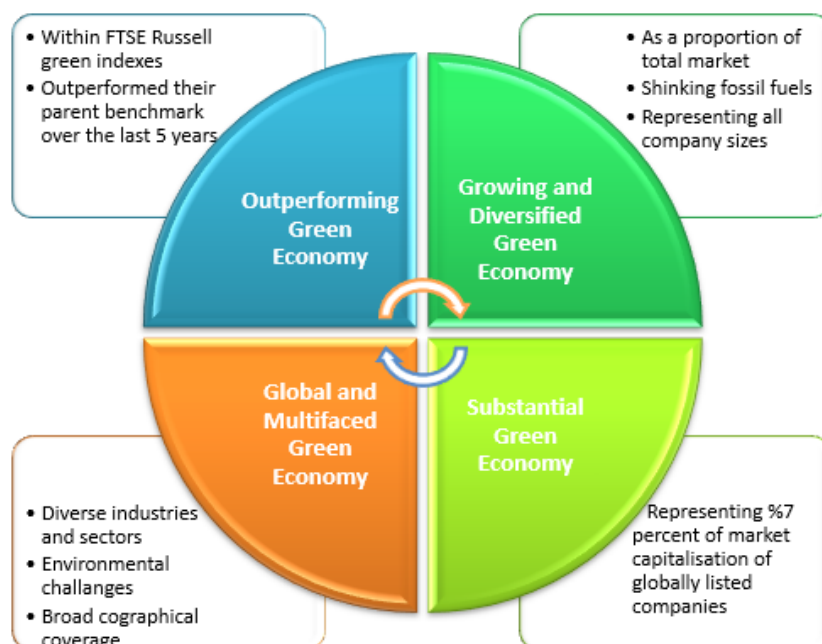 • Within FTSE Russell
green indexes
• Outperformed their
parent benchmark
over the last 5 years
• As a proportion of
total market
• Shinking fossil fuels
• Representing all
company sizes
Outperforming
Green
Economy
Growing and
Diversified
Green
Economy
Global and
Multifaced
Green
Economy
Substantial
Green
Economy
• Diverse industries
and sectors
• Environmental
challanges
• Broad cographical
coverage
Representing %7
percent of market
capitalisation of
globally listed
companies